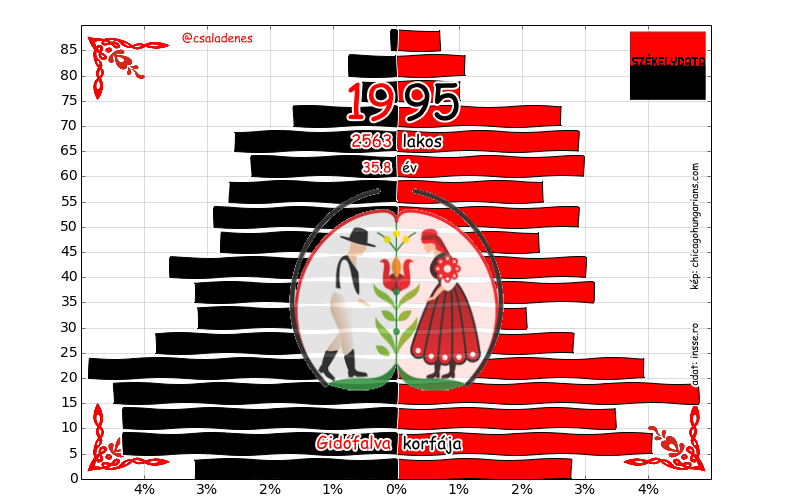 @csaladenes
SZÉKELYDATA
1995
2563 lakos
35.8 év
Gidófalva korfája
kép: chicagohungarians.com
adat: insse.ro
85
80
75
70
65
60
55
50
45
40
35
30
25
20
15
10
5
0
4% 3% 2% 1% 0% 1% 2% 3% 4%